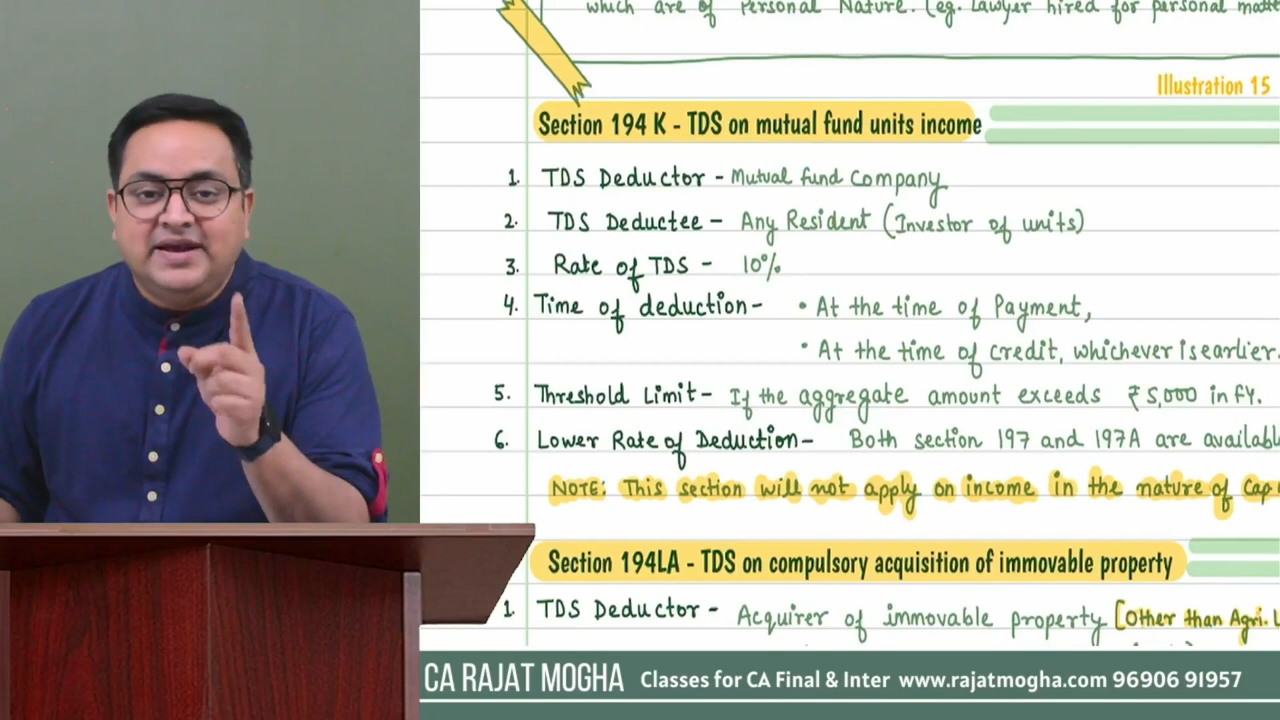 which are of Personal Nature. (eg. Lawyer hired for personal matte
Illustration 15
Section 194 K - TDS on mutual fund units income
1. TDS Deductor - Mutual fund Company
2. TDS Deductee - Any Resident (Investor of units)
3. Rate of TDS - 10%
4. Time of deduction - • At the time of Payment,
• At the time of credit, whichever is earlier.
5. Threshold Limit - If the aggregate amount exceeds ₹5,000 in FY.
6. Lower Rate of Deduction - Both section 197 and 197A are availabl
NOTE: This section will not apply on income in the nature of Cap
Section 194LA - TDS on compulsory acquisition of immovable property
1. TDS Deductor - Acquirer of immovable property [Other than Agri. L
CA RAJAT MOGHA Classes for CA Final & Inter www.rajatmogha.com 96906 91957